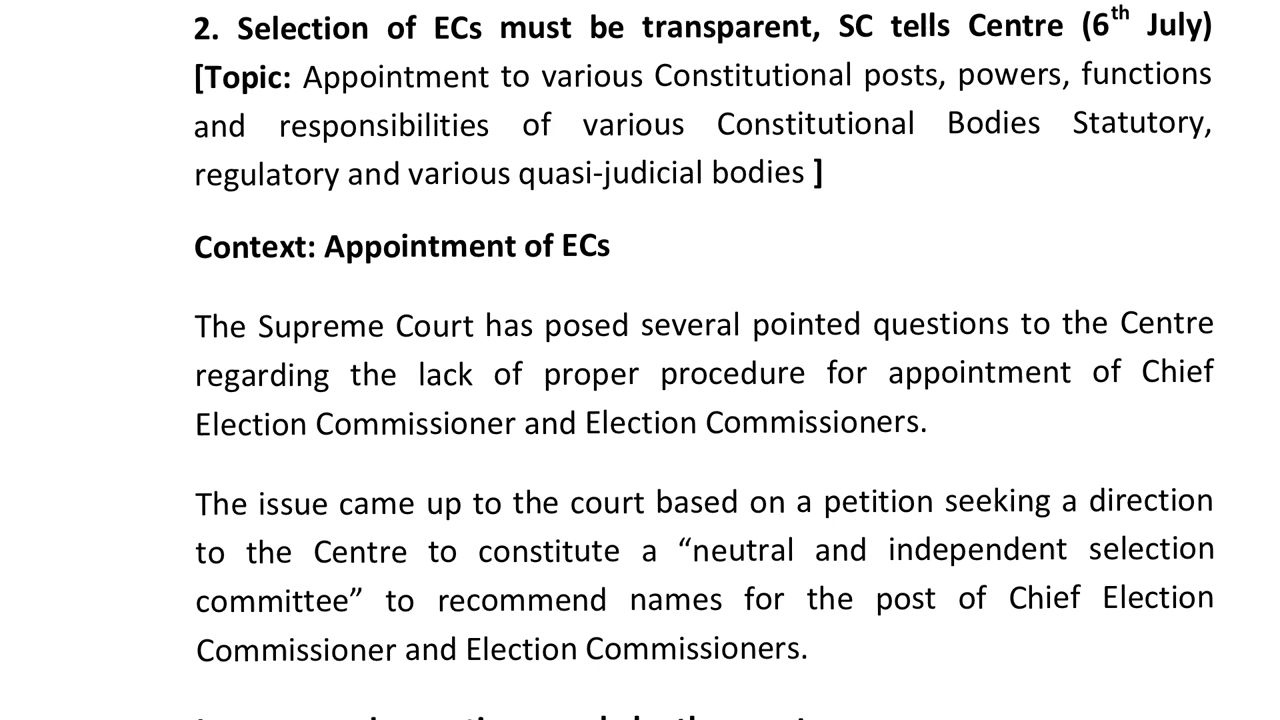 2. Selection of ECs must be transparent, SC tells Centre (6th July)
[Topic: Appointment to various Constitutional posts, powers, functions
and responsibilities of various Constitutional Bodies Statutory,
regulatory and various quasi-judicial bodies ]
Context: Appointment of ECs
The Supreme Court has posed several pointed questions to the Centre
regarding the lack of proper procedure for appointment of Chief
Election Commissioner and Election Commissioners.
The issue came up to the court based on a petition seeking a direction
to the Centre to constitute a “neutral and independent selection
committee” to recommend names for the post of Chief Election
Commissioner and Election Commissioners.